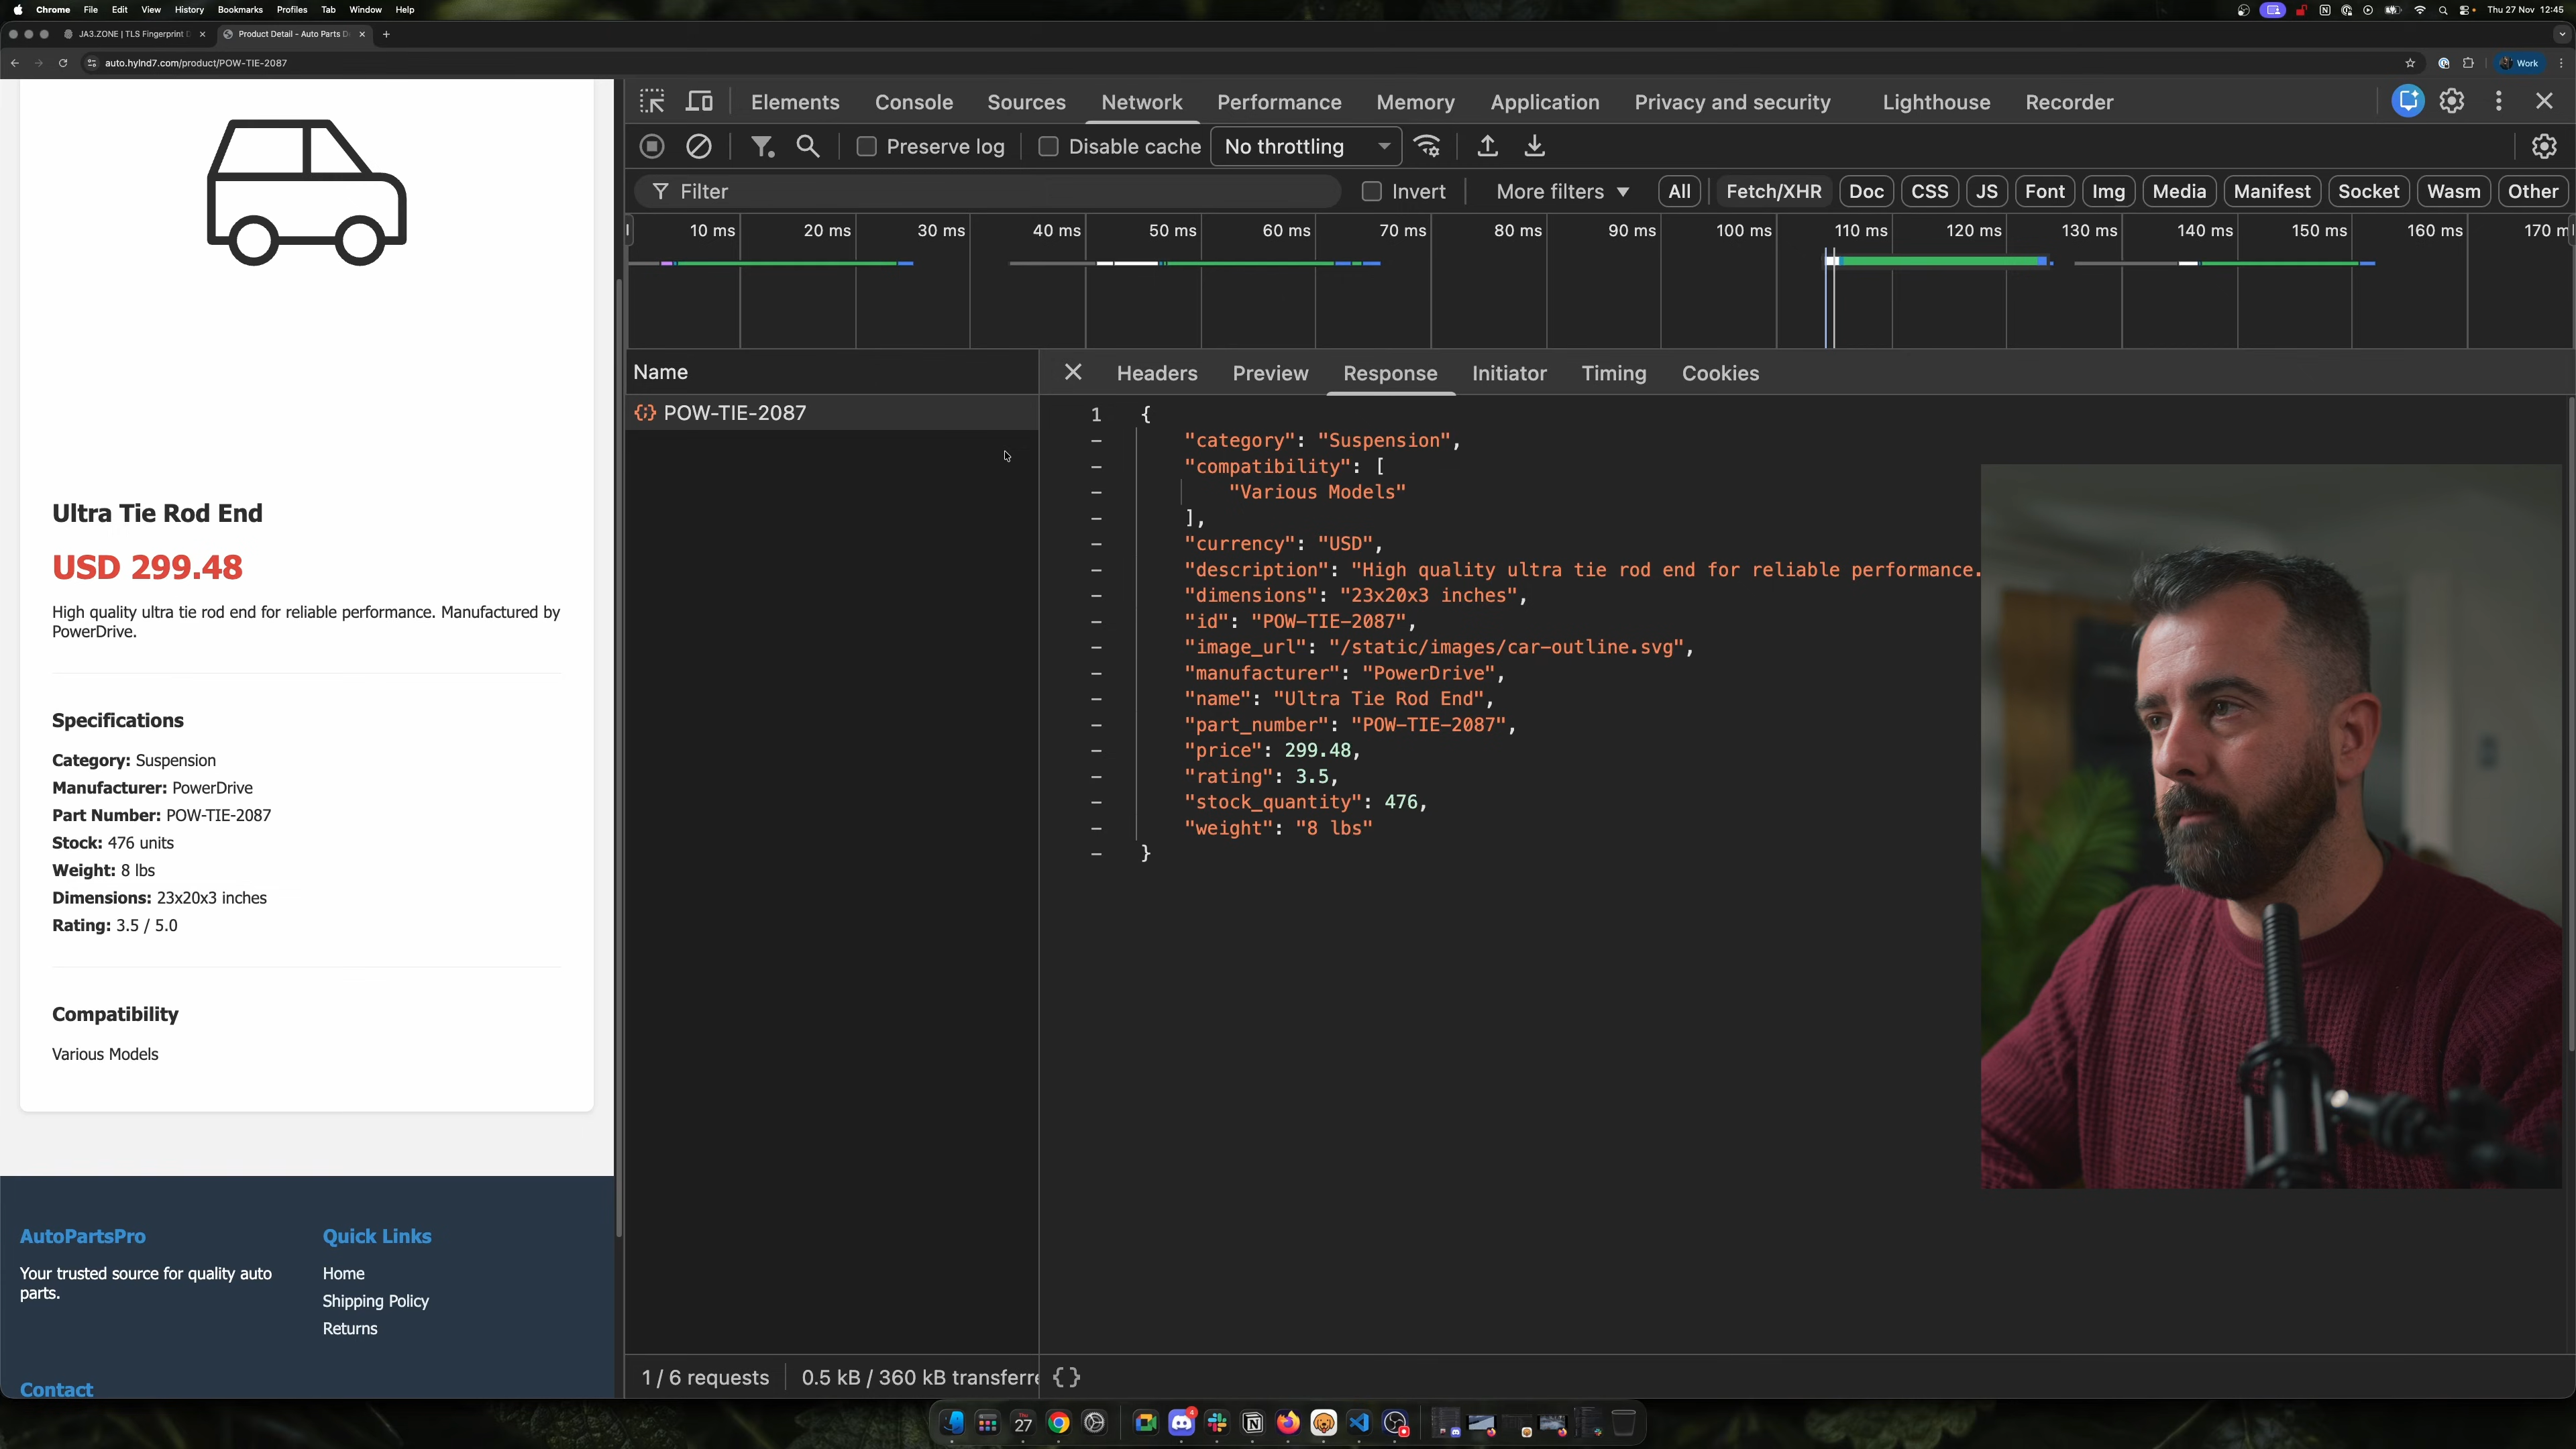 Chrome File Edit View History Bookmarks Profiles Tab Window Help
Thu 27 Nov 12:45
JA3.ZONE | TLS Fingerprint D
Product Detail - Auto Parts D
auto.hylnd7.com/product/POW-TIE-2087
Work
Ultra Tie Rod End
USD 299.48
High quality ultra tie rod end for reliable performance. Manufactured by
PowerDrive.
Specifications
Category: Suspension
Manufacturer: PowerDrive
Part Number: POW-TIE-2087
Stock: 476 units
Weight: 8 lbs
Dimensions: 23x20x3 inches
Rating: 3.5 / 5.0
Compatibility
Various Models
AutoPartsPro
Your trusted source for quality auto
parts.
Quick Links
Home
Shipping Policy
Returns
Contact
Elements Console Sources Network Performance Memory Application Privacy and security Lighthouse Recorder
Preserve log Disable cache No throttling
Filter Invert More filters All Fetch/XHR Doc CSS JS Font Img Media Manifest Socket Wasm Other
10 ms 20 ms 30 ms 40 ms 50 ms 60 ms 70 ms 80 ms 90 ms 100 ms 110 ms 120 ms 130 ms 140 ms 150 ms 160 ms 170 m
Name
POW-TIE-2087
Headers Preview Response Initiator Timing Cookies
1 {
- "category": "Suspension",
- "compatibility": [
- "Various Models"
- ],
- "currency": "USD",
- "description": "High quality ultra tie rod end for reliable performance.
- "dimensions": "23x20x3 inches",
- "id": "POW-TIE-2087",
- "image_url": "/static/images/car-outline.svg",
- "manufacturer": "PowerDrive",
- "name": "Ultra Tie Rod End",
- "part_number": "POW-TIE-2087",
- "price": 299.48,
- "rating": 3.5,
- "stock_quantity": 476,
- "weight": "8 lbs"
- }
1 / 6 requests 0.5 kB / 360 kB transferre
{ }
27
4